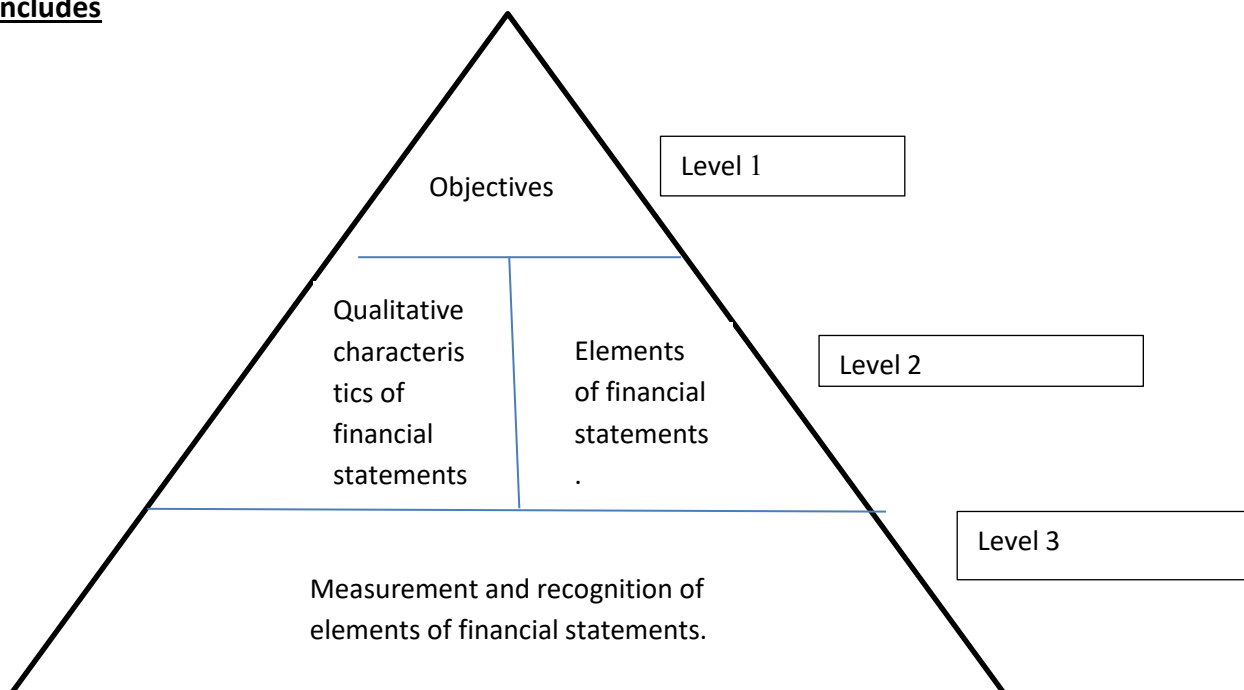 ncludes
Level 1
Objectives
Qualitative
characteris
tics of
financial
statements
Elements
of financial
statements
.
Level 2
Level 3
Measurement and recognition of
elements of financial statements.